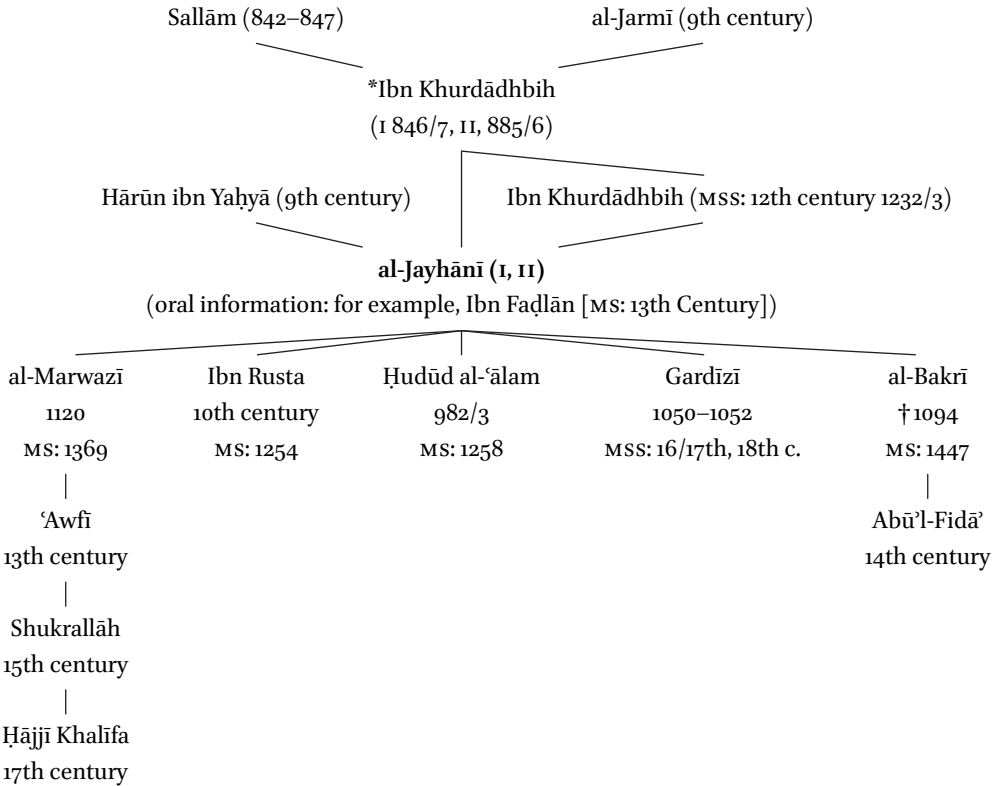 Sallām (842–847) al-Jarmī (9th century)
*Ibn Khurdādhbih
(I 846/7, II, 885/6)
Hārūn ibn Yaḥyā (9th century) Ibn Khurdādhbih (MSS: 12th century 1232/3)
al-Jayhānī (I, II)
(oral information: for example, Ibn Faḍlān [MS: 13th Century])
al-Marwazī Ibn Rusta Ḥudūd al-ʿālam Gardīzī al-Bakrī
1120 10th century 982/3 1050–1052 †1094
MS: 1369 MS: 1254 MS: 1258 MSS: 16/17th, 18th c. MS: 1447
ʿAwfī Abūʾl-Fidāʾ
13th century 14th century
Shukrallāh
15th century
Ḥājjī Khalīfa
17th century